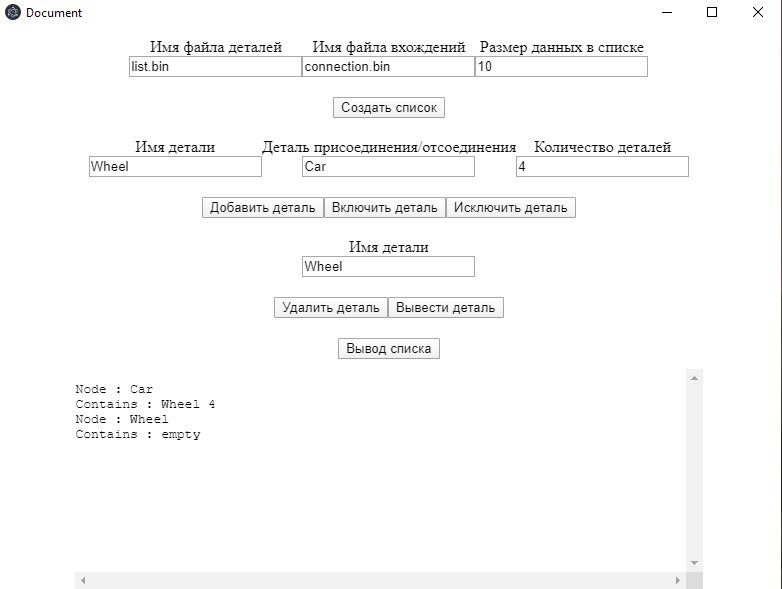 Document
Имя файла деталей Имя файла вхождений Размер данных в списке
list.bin connection.bin 10
Создать список
Имя детали Деталь присоединения/отсоединения Количество деталей
Wheel Car 4
Добавить деталь Включить деталь Исключить деталь
Имя детали
Wheel
Удалить деталь Вывести деталь
Вывод списка
Node : Car
Contains : Wheel 4
Node : Wheel
Contains : empty